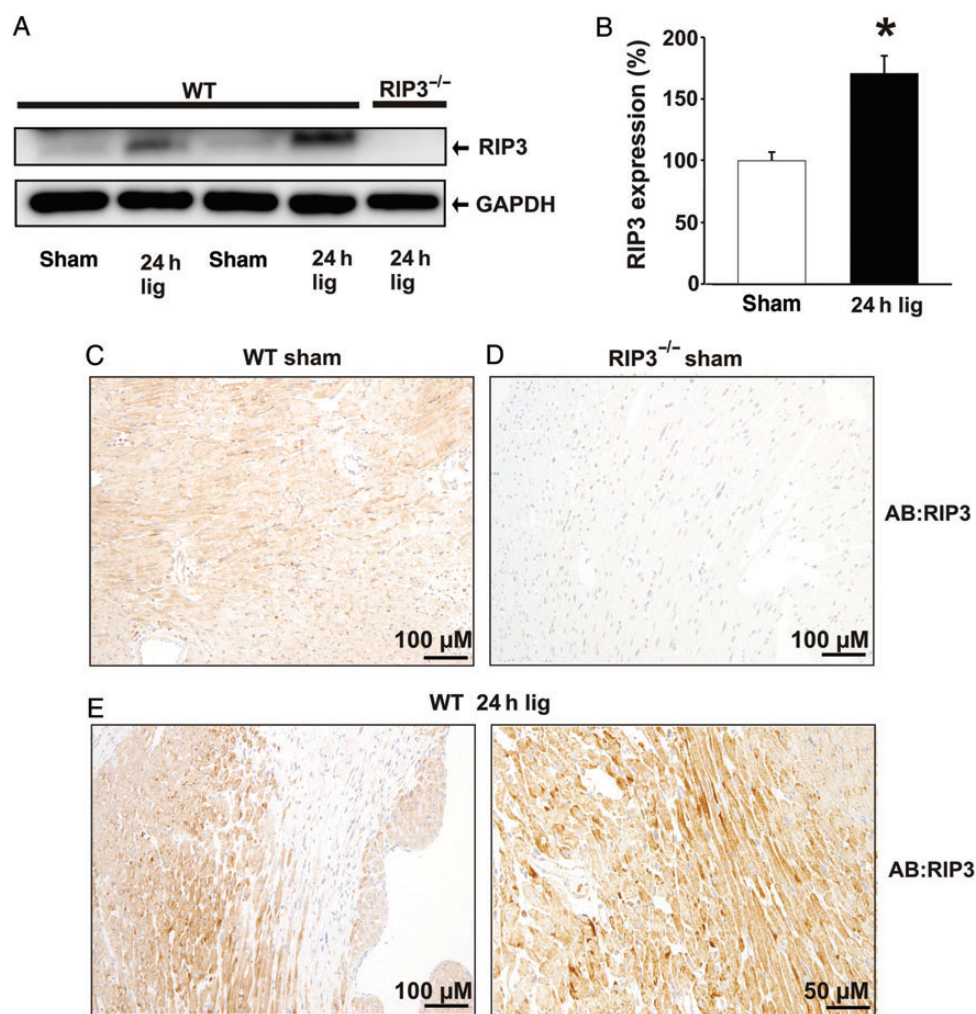 A
WT RIP3⁻/⁻
RIP3
GAPDH
Sham 24 h lig Sham 24 h lig 24 h lig
B
RIP3 expression (%)
200
*
150
100
50
0
Sham 24 h lig
C WT sham
100 µM
D RIP3⁻/⁻ sham
100 µM
AB:RIP3
E WT 24 h lig
100 µM
50 µM
AB:RIP3